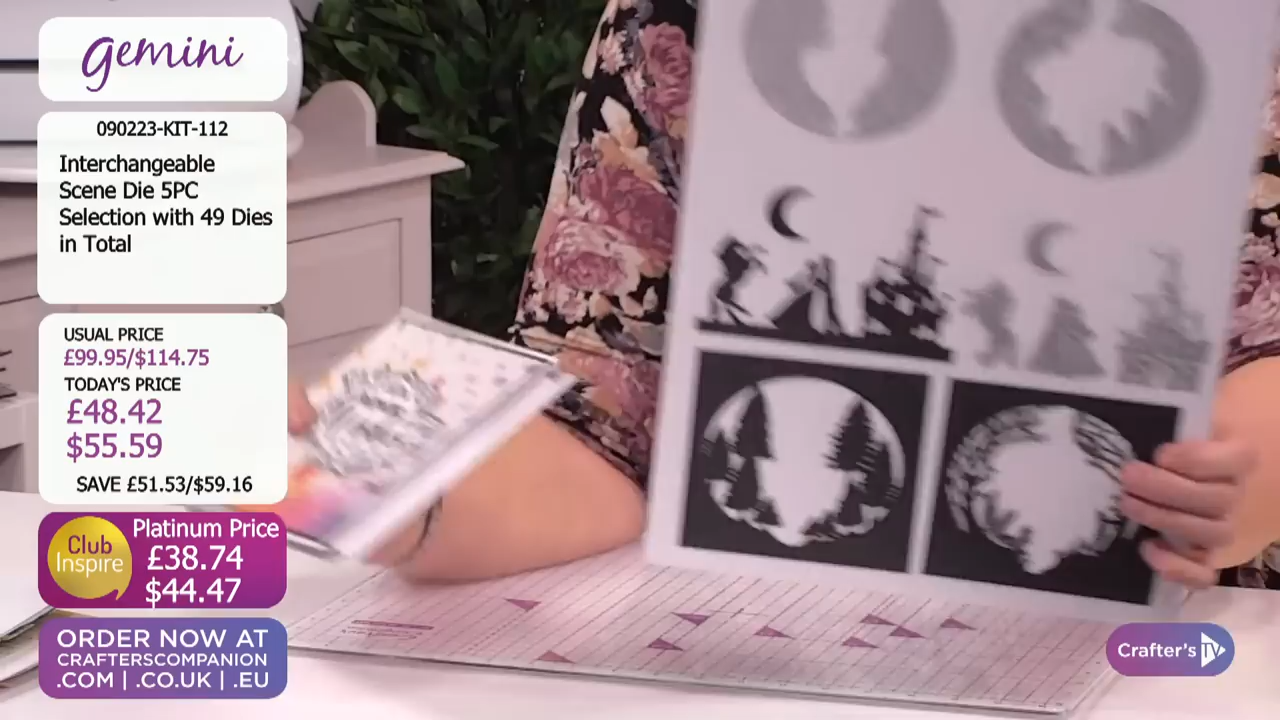 gemini
090223-KIT-112
Interchangeable
Scene Die 5PC
Selection with 49 Dies
in Total
USUAL PRICE
£99.95/$114.75
TODAY'S PRICE
£48.42
$55.59
SAVE £51.53/$59.16
Club
Inspire
Platinum Price
£38.74
$44.47
ORDER NOW AT
CRAFTERSCOMPANION
.COM | .CO.UK | .EU
Crafter's TV